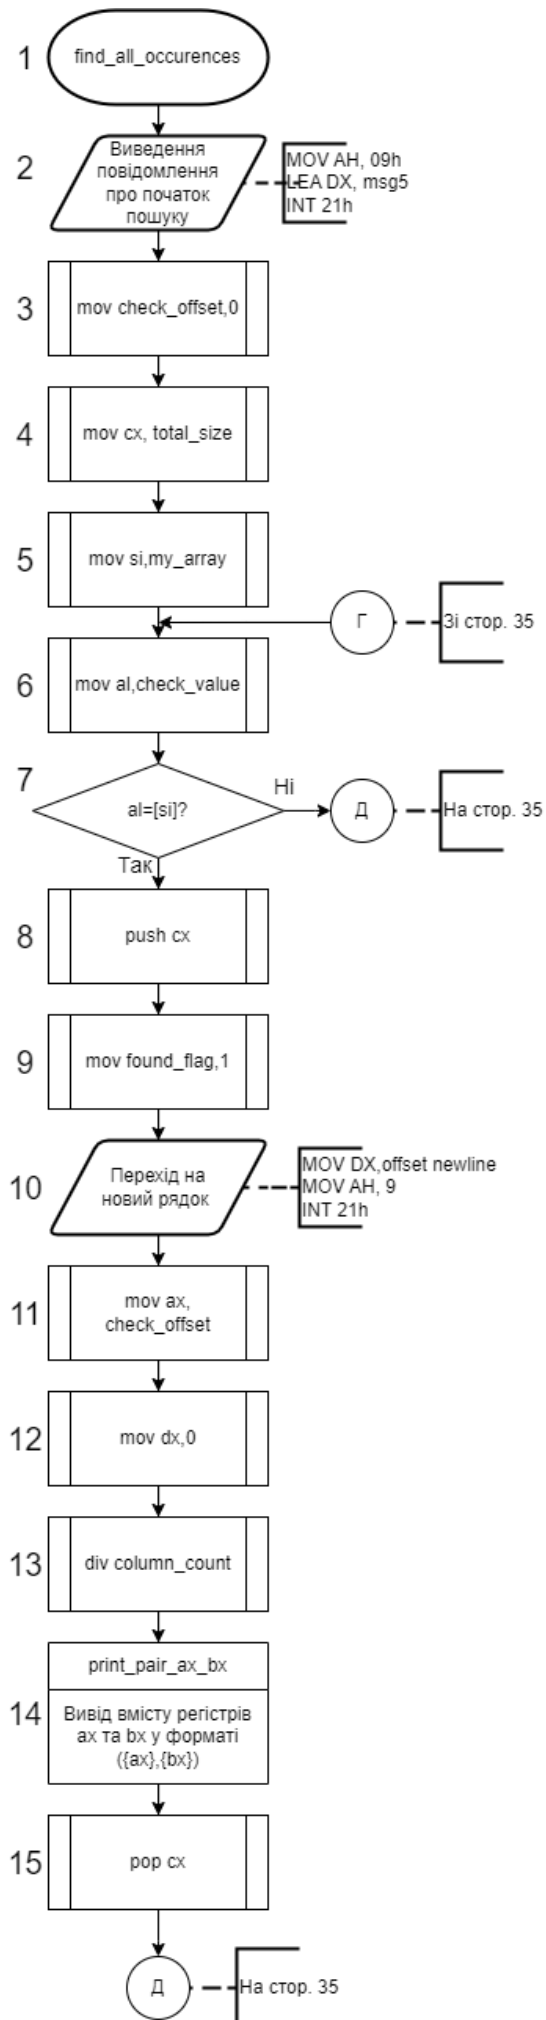 1
find_all_occurences
2
Виведення
повідомлення
про початок
пошуку
MOV AH, 09h
LEA DX, msg5
INT 21h
3
mov check_offset,0
4
mov cx, total_size
5
mov si,my_array
Г
Зі стор. 35
6
mov al,check_value
7
al=[si]?
Ні
Д
На стор. 35
Так
8
push cx
9
mov found_flag,1
10
Перехід на
новий рядок
MOV DX,offset newline
MOV AH, 9
INT 21h
11
mov ax,
check_offset
12
mov dx,0
13
div column_count
14
print_pair_ax_bx
Вивід вмісту регістрів
ax та bx у форматі
({ax},{bx})
15
pop cx
Д
На стор. 35